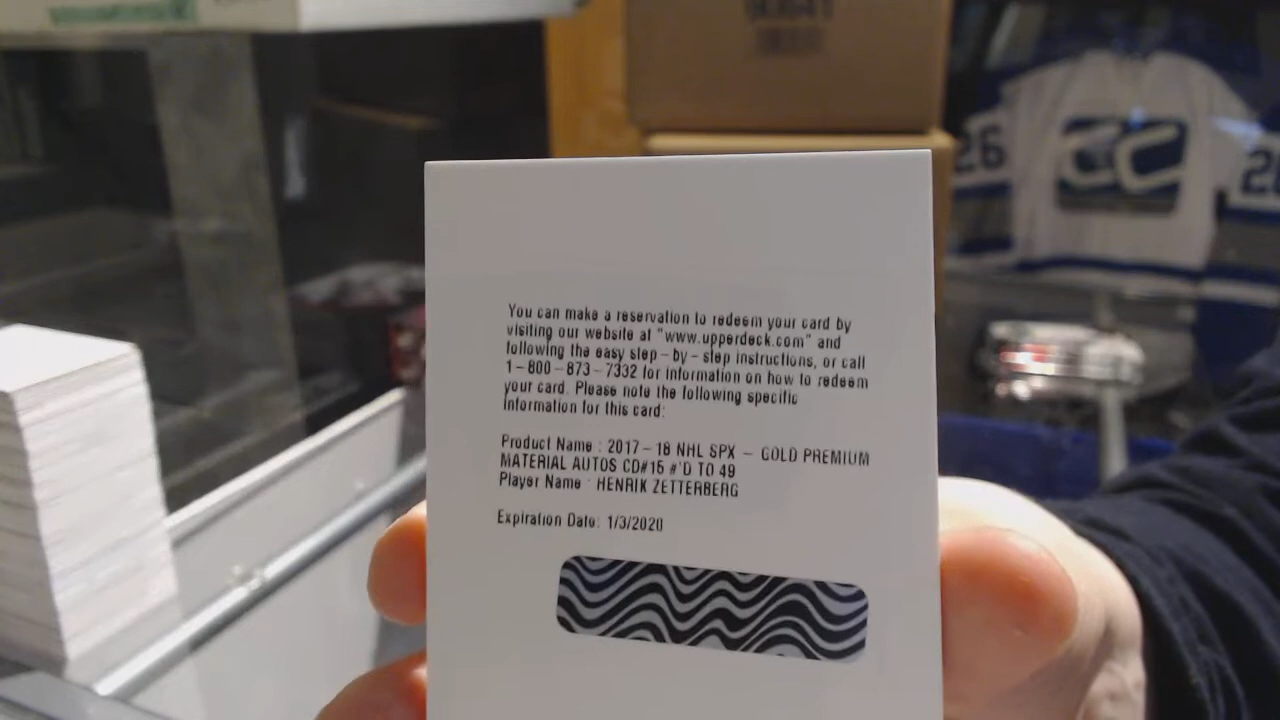 26
You can make a reservation to redeem your card by
visiting our website at "www.upperdeck.com" and
following the easy step - by - step instructions, or call
1 - 800 - 873 - 7332 for information on how to redeem
your card. Please note the following specific
information for this card:
Product Name : 2017 - 18 NHL SPX - GOLD PREMIUM
MATERIAL AUTOS CD#15 #'D TO 49
Player Name : HENRIK ZETTERBERG
Expiration Date: 1/3/2020